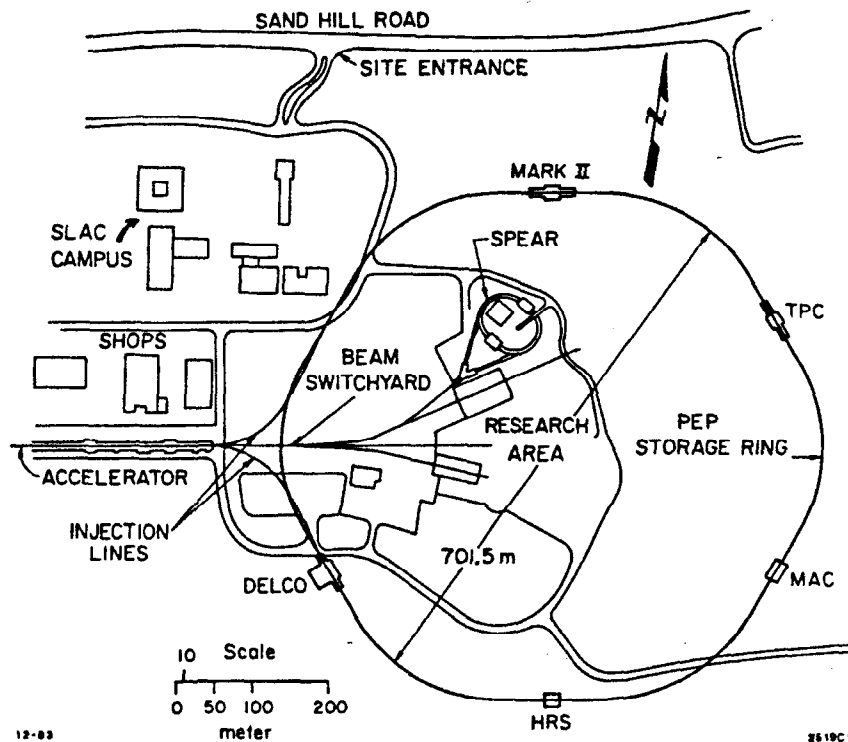 SAND HILL ROAD
SITE ENTRANCE
N
MARK II
SLAC
CAMPUS
SPEAR
TPC
SHOPS
BEAM
SWITCHYARD
RESEARCH
AREA
PEP
STORAGE RING
ACCELERATOR
INJECTION
LINES
701.5 m
DELCO
MAC
10 Scale
0 50 100 200
meter
HRS
12-83
2519C1